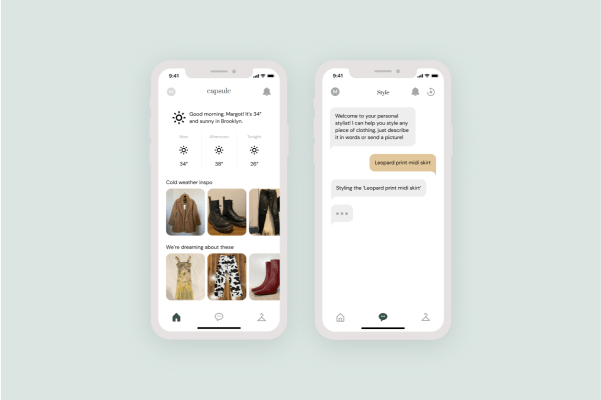 9:41
capsule
M
Good morning, Margot! It's 34°
and sunny in Brooklyn.
Now
Afternoon
Tonight
34°
38°
26°
Cold weather inspo
We're dreaming about these
9:41
M
Style
Welcome to your personal
stylist! I can help you style any
piece of clothing, just describe
it in words or send a picture!
Leopard print midi skirt
Styling the 'Leopard print midi skirt'